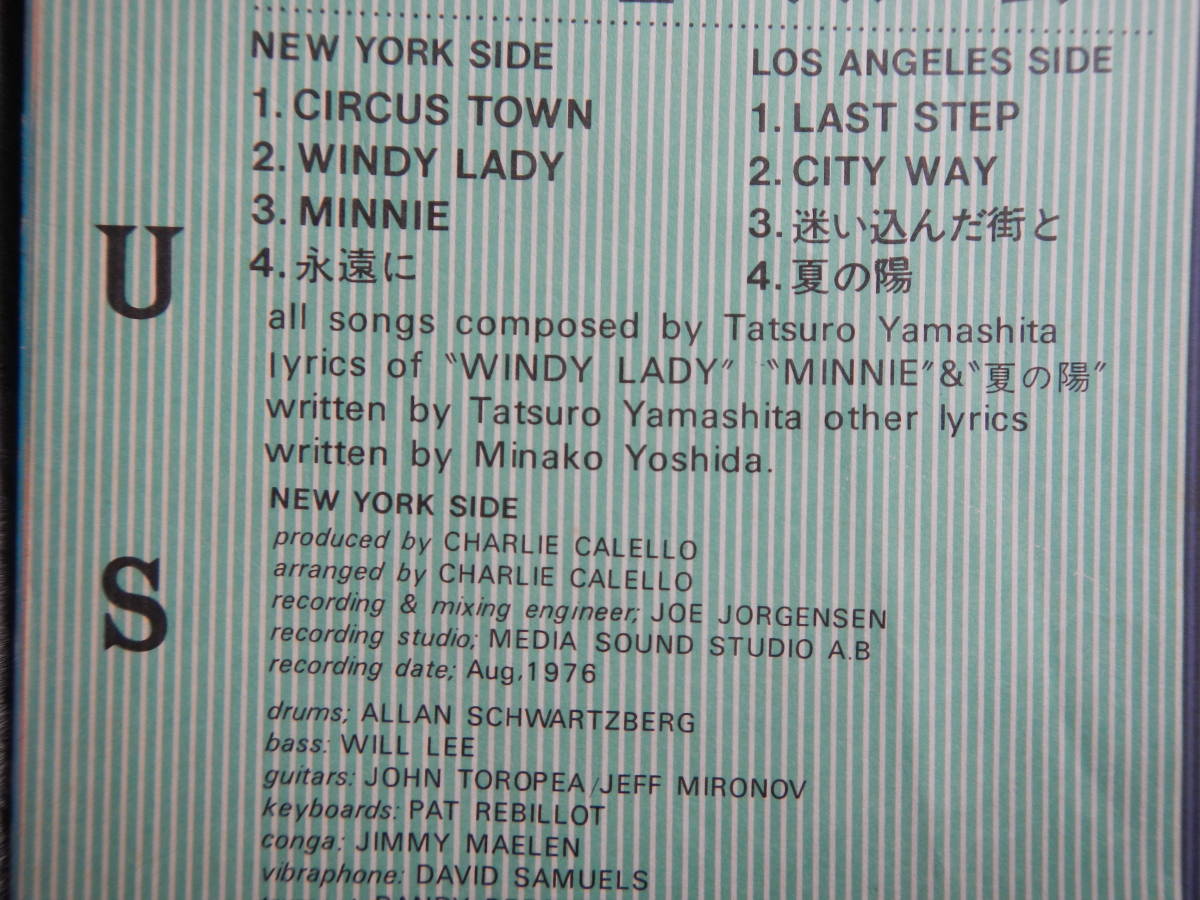 NEW YORK SIDE
1. CIRCUS TOWN
2. WINDY LADY
3. MINNIE
4. 永遠に
LOS ANGELES SIDE
1. LAST STEP
2. CITY WAY
3. 迷い込んだ街と
4. 夏の陽
all songs composed by Tatsuro Yamashita
lyrics of "WINDY LADY" "MINNIE"&"夏の陽"
written by Tatsuro Yamashita other lyrics
written by Minako Yoshida.
U
S
NEW YORK SIDE
produced by CHARLIE CALELLO
arranged by CHARLIE CALELLO
recording & mixing engineer; JOE JORGENSEN
recording studio; MEDIA SOUND STUDIO A.B
recording date; Aug,1976
drums; ALLAN SCHWARTZBERG
bass: WILL LEE
guitars: JOHN TOROPEA/JEFF MIRONOV
keyboards: PAT REBILLOT
conga: JIMMY MAELEN
vibraphone: DAVID SAMUELS